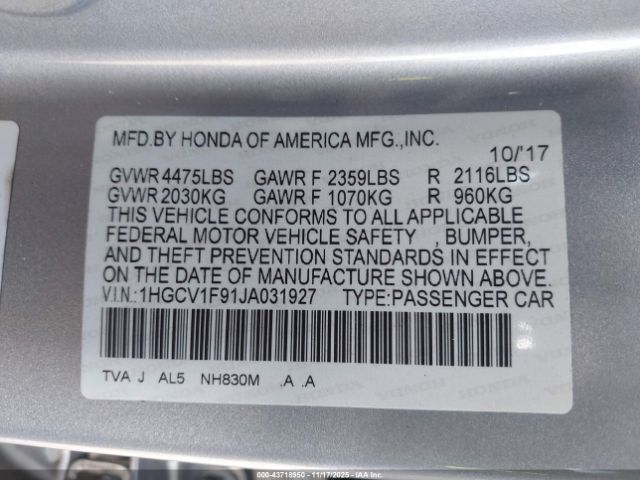 MFD.BY HONDA OF AMERICA MFG.,INC.
10/'17
GVWR 4475LBS GAWR F 2359LBS R 2116LBS
GVWR 2030KG GAWR F 1070KG R 960KG
THIS VEHICLE CONFORMS TO ALL APPLICABLE
FEDERAL MOTOR VEHICLE SAFETY , BUMPER,
AND THEFT PREVENTION STANDARDS IN EFFECT
ON THE DATE OF MANUFACTURE SHOWN ABOVE.
V.I.N.:1HGCV1F91JA031927 TYPE:PASSENGER CAR
TVA J AL5 NH830M .A .A
000-43718950 - 11/17/2025 - IAA, Inc.